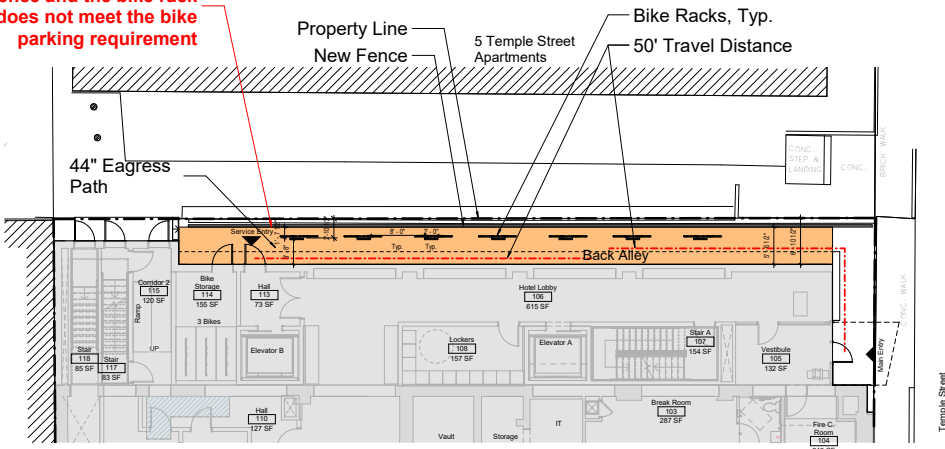 does not meet the bike
parking requirement
Property Line
New Fence
5 Temple Street
Apartments
Bike Racks, Typ.
50' Travel Distance
44" Eagress
Path
CONC.
STEP &
LANDING
CONC.
BRICK WALK
Service Entry
8' - 0"
Typ.
2' - 0"
Typ.
Back Alley
Corridor 2
115
120 SF
Ramp
UP
Bike
Storage
114
155 SF
3 Bikes
Hall
113
73 SF
Elevator B
Hotel Lobby
106
615 SF
Lockers
108
157 SF
Elevator A
Stair A
107
154 SF
Vestibule
105
132 SF
Main Entry
CONC. WALK
Temple Street
Stair
118
85 SF
Stair
117
83 SF
Hall
110
127 SF
Vault
Storage
IT
Break Room
103
287 SF
Fire C.
Room
104